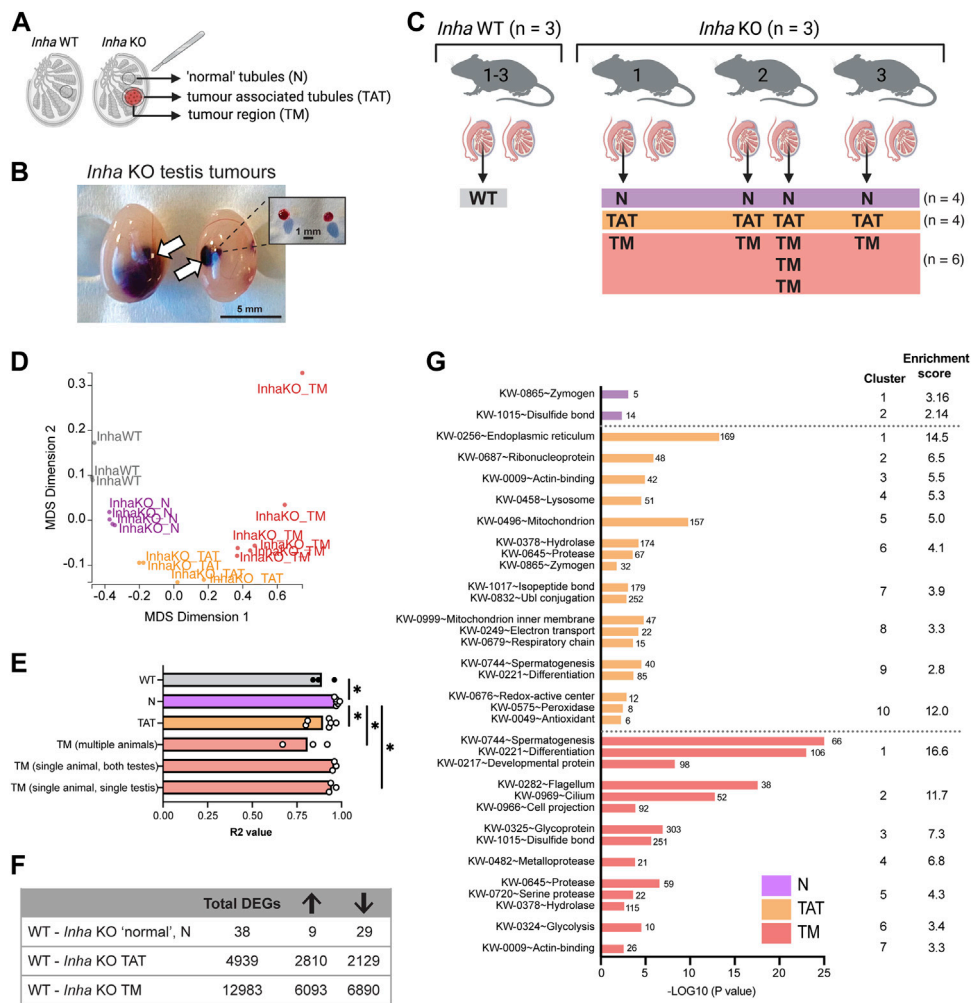 A
Inha WT
Inha KO
'normal' tubules (N)
tumour associated tubules (TAT)
tumour region (TM)
B
Inha KO testis tumours
1 mm
5 mm
C
Inha WT (n = 3)
Inha KO (n = 3)
1-3
1
2
3
WT
N N N N (n = 4)
TAT TAT TAT TAT (n = 4)
TM TM TM TM
TM
TM
(n = 6)
D
MDS Dimension 2
0.3
0.2
0.1
0.0
-0.1
InhaKO_TM
InhaWT
InhaWT
InhaWT
InhaKO_N
InhaKO_N
InhaKO_N
InhaKO_N
InhaKO_TM
InhaKO_TM
InhaKO_TM
InhaKO_TM
InhaKO_TM
InhaKO_TAT
InhaKO_TAT
InhaKO_TAT
InhaKO_TAT
-0.4 -0.2 0.0 0.2 0.4 0.6
MDS Dimension 1
E
WT
N
TAT
TM (multiple animals)
TM (single animal, both testes)
TM (single animal, single testis)
* * * *
0.00 0.25 0.50 0.75 1.00
R2 value
F
Total DEGs ↑ ↓
WT - Inha KO 'normal', N 38 9 29
WT - Inha KO TAT 4939 2810 2129
WT - Inha KO TM 12983 6093 6890
G
Cluster Enrichment score
KW-0865~Zymogen 5 1 3.16
KW-1015~Disulfide bond 14 2 2.14
KW-0256~Endoplasmic reticulum 169 1 14.5
KW-0687~Ribonucleoprotein 48 2 6.5
KW-0009~Actin-binding 42 3 5.5
KW-0458~Lysosome 51 4 5.3
KW-0496~Mitochondrion 157 5 5.0
KW-0378~Hydrolase 174
KW-0645~Protease 67 6 4.1
KW-0865~Zymogen 32
KW-1017~Isopeptide bond 179 7 3.9
KW-0832~Ubl conjugation 252
KW-0999~Mitochondrion inner membrane 47
KW-0249~Electron transport 22 8 3.3
KW-0679~Respiratory chain 15
KW-0744~Spermatogenesis 40 9 2.8
KW-0221~Differentiation 85
KW-0676~Redox-active center 12
KW-0575~Peroxidase 8 10 12.0
KW-0049~Antioxidant 6
KW-0744~Spermatogenesis 66
KW-0221~Differentiation 106 1 16.6
KW-0217~Developmental protein 98
KW-0282~Flagellum 38
KW-0969~Cilium 52 2 11.7
KW-0966~Cell projection 92
KW-0325~Glycoprotein 303 3 7.3
KW-1015~Disulfide bond 251
KW-0482~Metalloprotease 21 4 6.8
KW-0645~Protease 59
KW-0720~Serine protease 22 5 4.3
KW-0378~Hydrolase 115
KW-0324~Glycolysis 10 6 3.4
KW-0009~Actin-binding 26 7 3.3
N
TAT
TM
0 5 10 15 20 25
-LOG10 (P value)